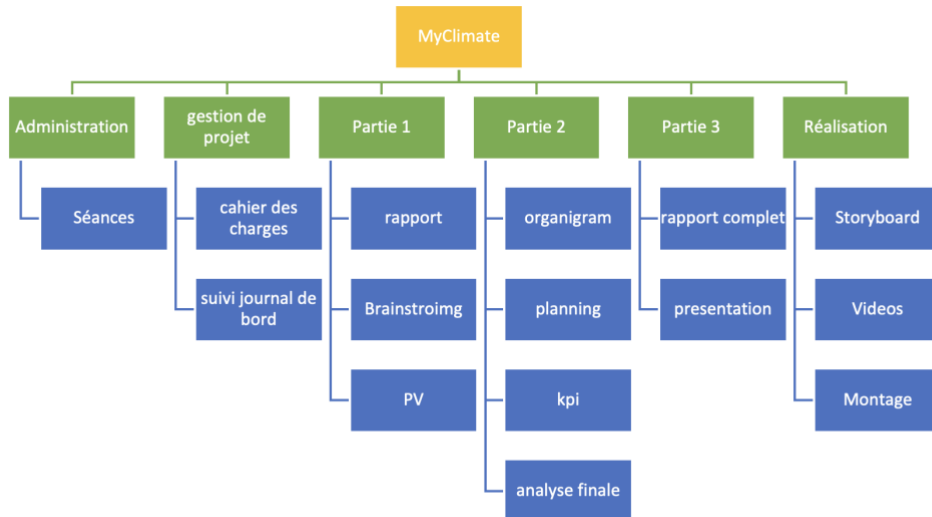 MyClimate
Administration
gestion de
projet
Partie 1
Partie 2
Partie 3
Réalisation
Séances
cahier des
charges
rapport
organigram
rapport complet
Storyboard
suivi journal de
bord
Brainstroimg
planning
presentation
Videos
PV
kpi
Montage
analyse finale